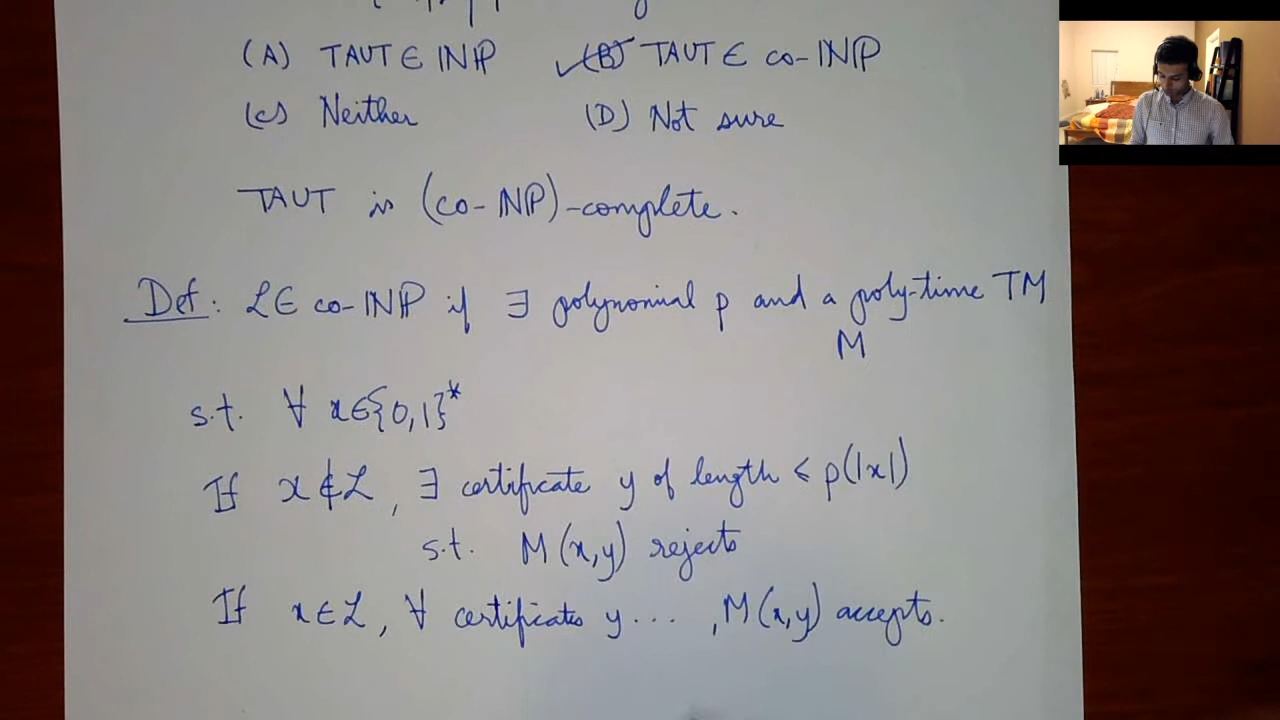 (A) TAUT ∈ NP (B) TAUT ∈ co-NP
(C) Neither (D) Not sure
TAUT is (co-NP)-complete.
Def: L ∈ co-NP if ∃ polynomial p and a poly-time TM
M
s.t. ∀ x∈{0,1}*
If x∉L, ∃ certificate y of length ≤ p(|x|)
s.t. M(x,y) rejects
If x∈L, ∀ certificates y ... , M(x,y) accepts.